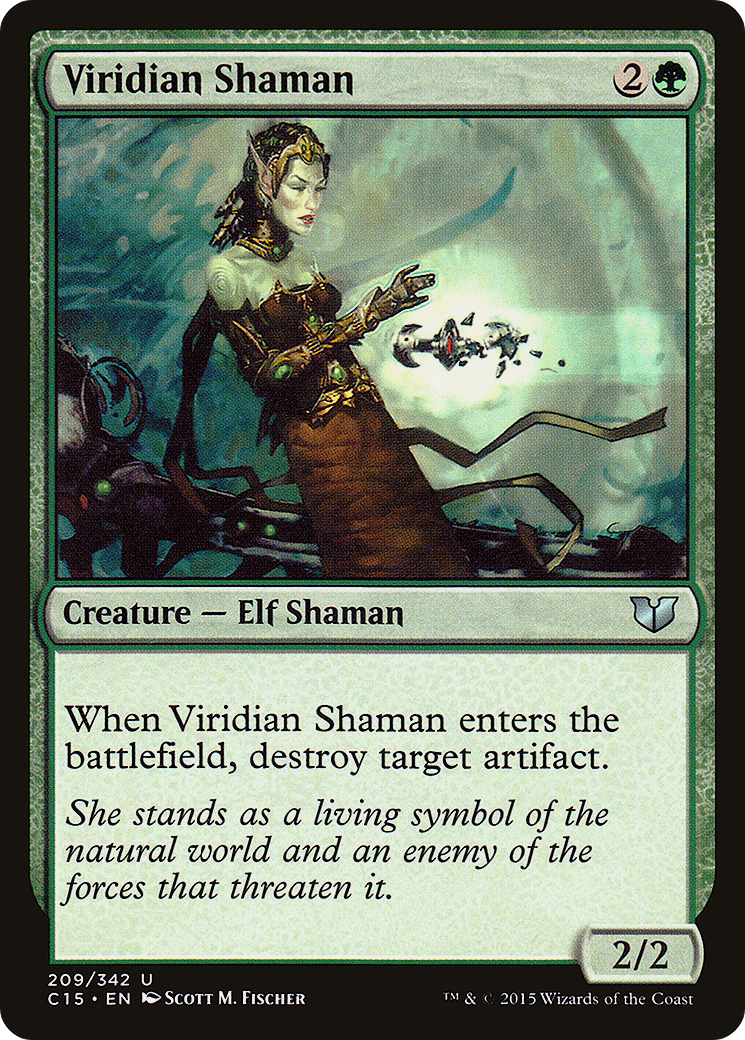 Viridian Shaman 2
Creature — Elf Shaman
When Viridian Shaman enters the
battlefield, destroy target artifact.
She stands as a living symbol of the
natural world and an enemy of the
forces that threaten it.
2/2
209/342 U
C15 • EN Scott M. Fischer
™ & © 2015 Wizards of the Coast